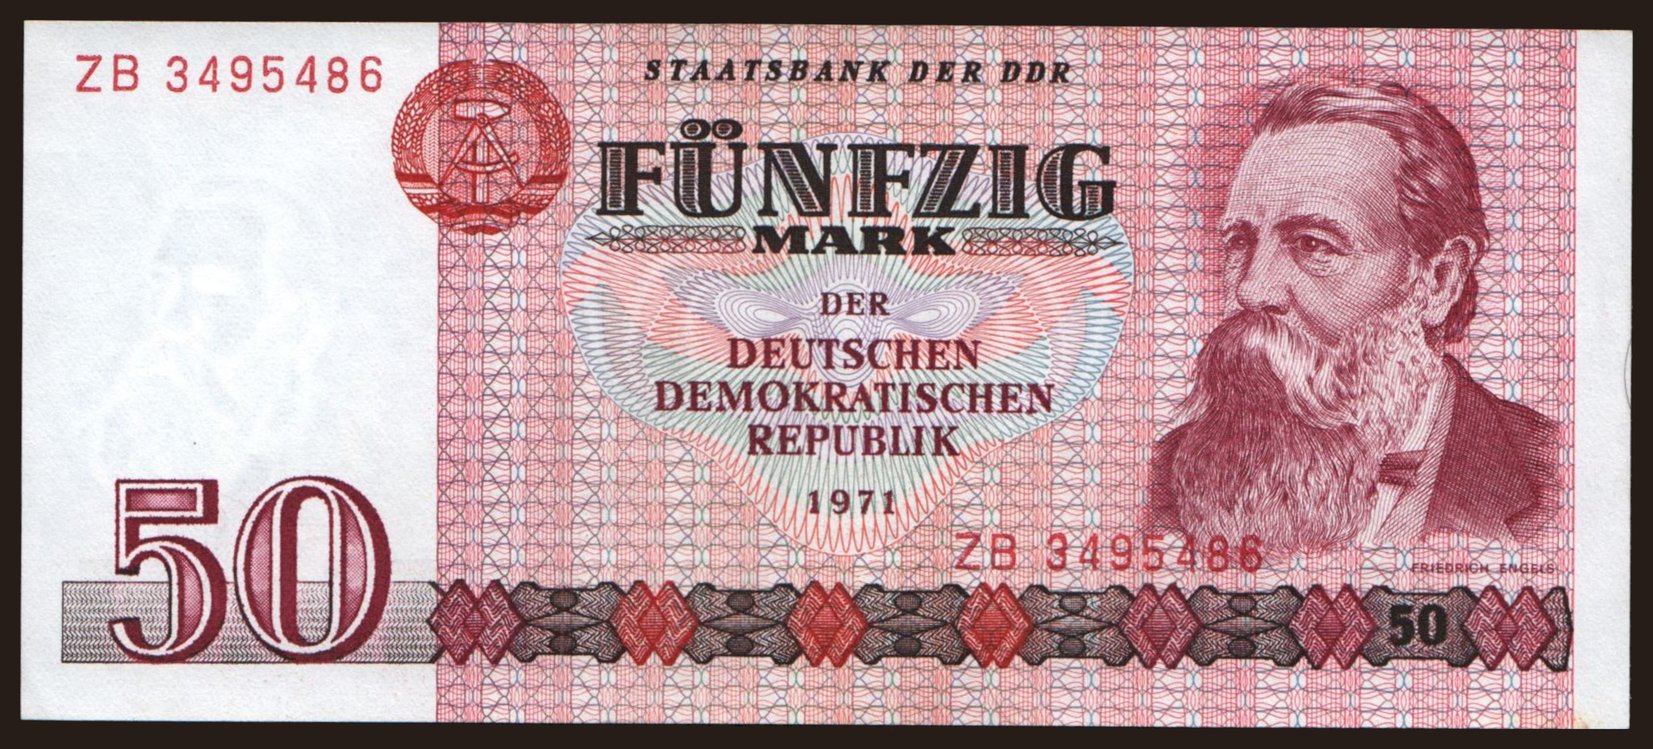 ZB 3495486
STAATSBANK DER DDR
FÜNFZIG
MARK
DER
DEUTSCHEN
DEMOKRATISCHEN
REPUBLIK
1971
ZB 3495486
FRIEDRICH ENGELS
50
50